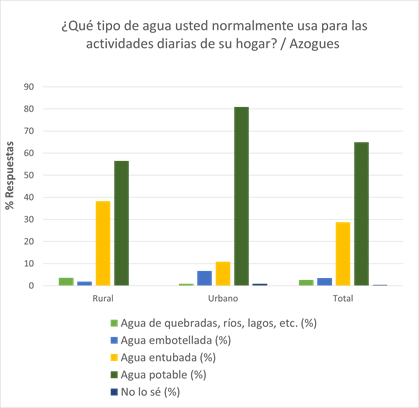 ¿Qué tipo de agua usted normalmente usa para las
actividades diarias de su hogar? / Azogues
% Respuestas
90
80
70
60
50
40
30
20
10
0
Rural Urbano Total
Agua de quebradas, ríos, lagos, etc. (%)
Agua embotellada (%)
Agua entubada (%)
Agua potable (%)
No lo sé (%)